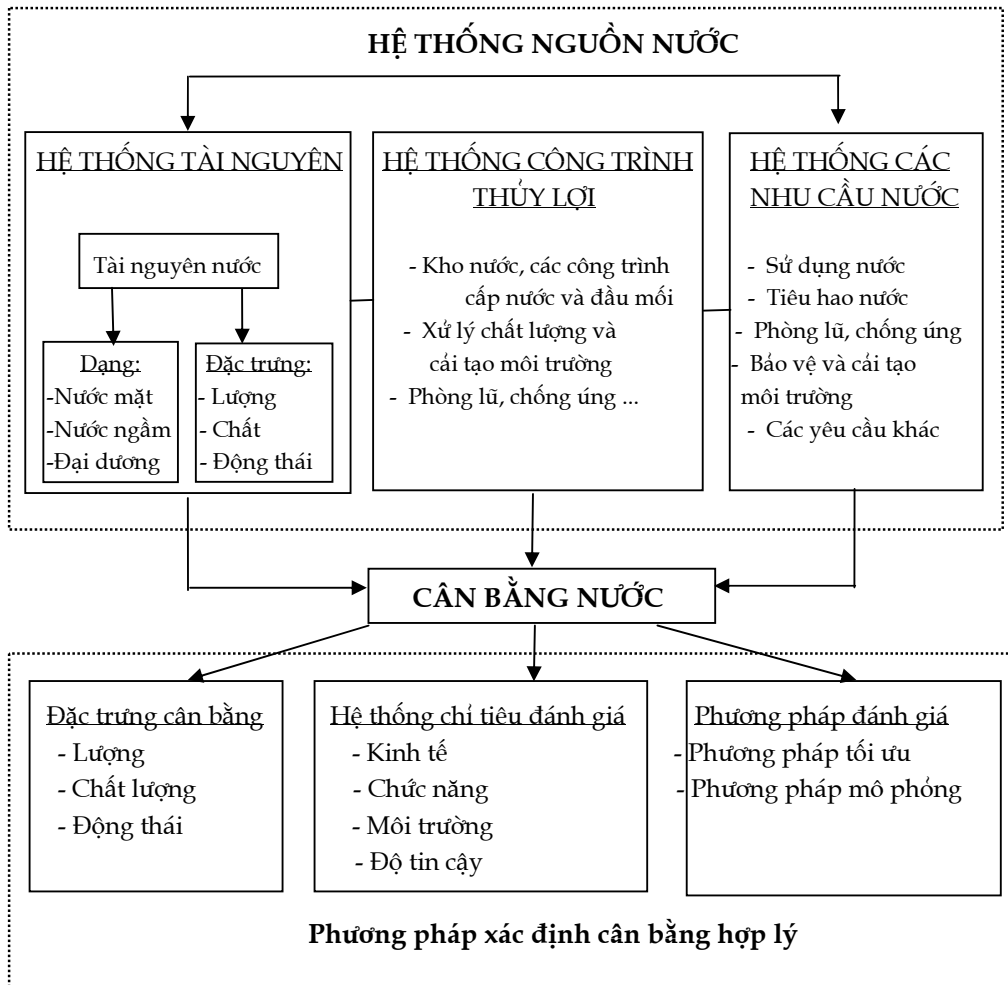 HỆ THỐNG NGUỒN NƯỚC
HỆ THỐNG TÀI NGUYÊN
Tài nguyên nước
Dạng:
-Nước mặt
-Nước ngầm
-Đại dương
Đặc trưng:
- Lượng
- Chất
- Động thái
HỆ THỐNG CÔNG TRÌNH
THỦY LỢI
- Kho nước, các công trình
cấp nước và đầu mối
- Xử lý chất lượng và
cải tạo môi trường
- Phòng lũ, chống úng ...
HỆ THỐNG CÁC
NHU CẦU NƯỚC
- Sử dụng nước
- Tiêu hao nước
- Phòng lũ, chống úng
- Bảo vệ và cải tạo
môi trường
- Các yêu cầu khác
CÂN BẰNG NƯỚC
Đặc trưng cân bằng
- Lượng
- Chất lượng
- Động thái
Hệ thống chỉ tiêu đánh giá
- Kinh tế
- Chức năng
- Môi trường
- Độ tin cậy
Phương pháp đánh giá
- Phương pháp tối ưu
- Phương pháp mô phỏng
Phương pháp xác định cân bằng hợp lý